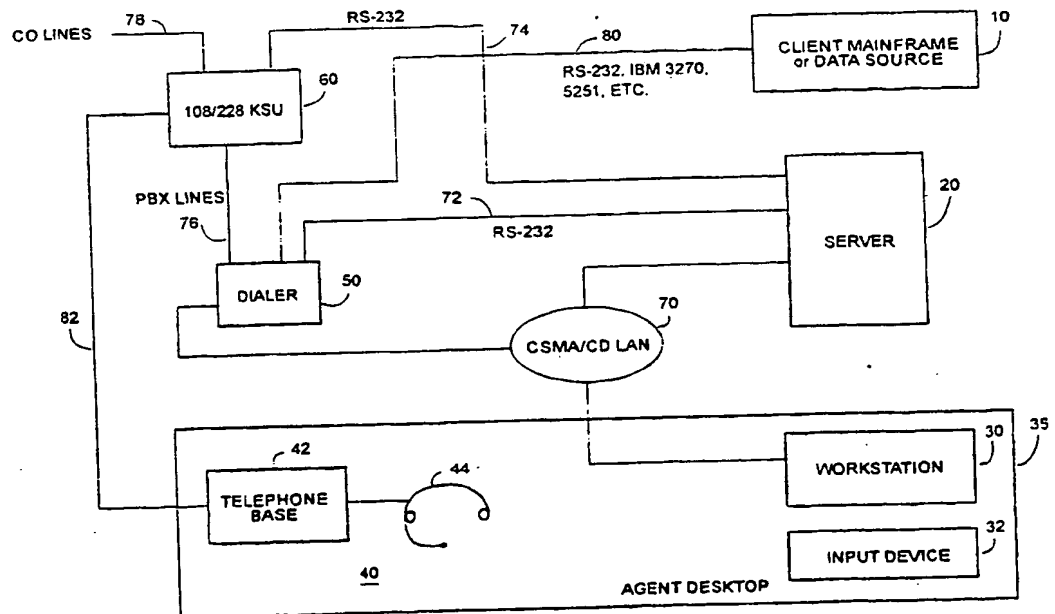 CO LINES
78
RS-232
74
80
CLIENT MAINFRAME
or DATA SOURCE
10
RS-232, IBM 3270,
5251, ETC.
108/228 KSU
60
PBX LINES
76
72
RS-232
SERVER
20
DIALER
50
70
CSMA/CD LAN
82
42
TELEPHONE
BASE
44
WORKSTATION
30
35
INPUT DEVICE
32
40
AGENT DESKTOP